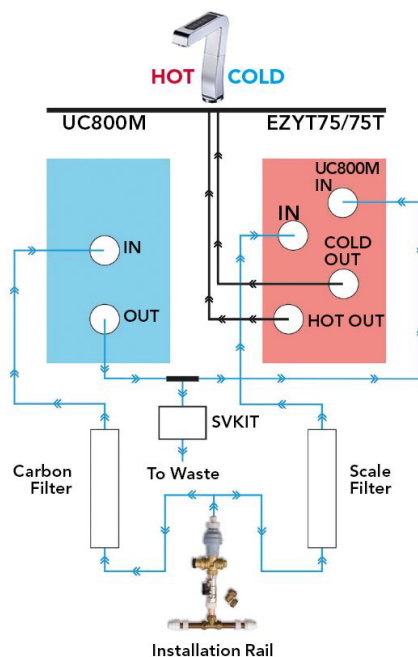 HOT COLD
UC800M
EZYT75/75T
UC800M
IN
IN
IN
COLD
OUT
OUT
HOT OUT
SVKIT
Carbon
Filter
To Waste
Scale
Filter
Installation Rail